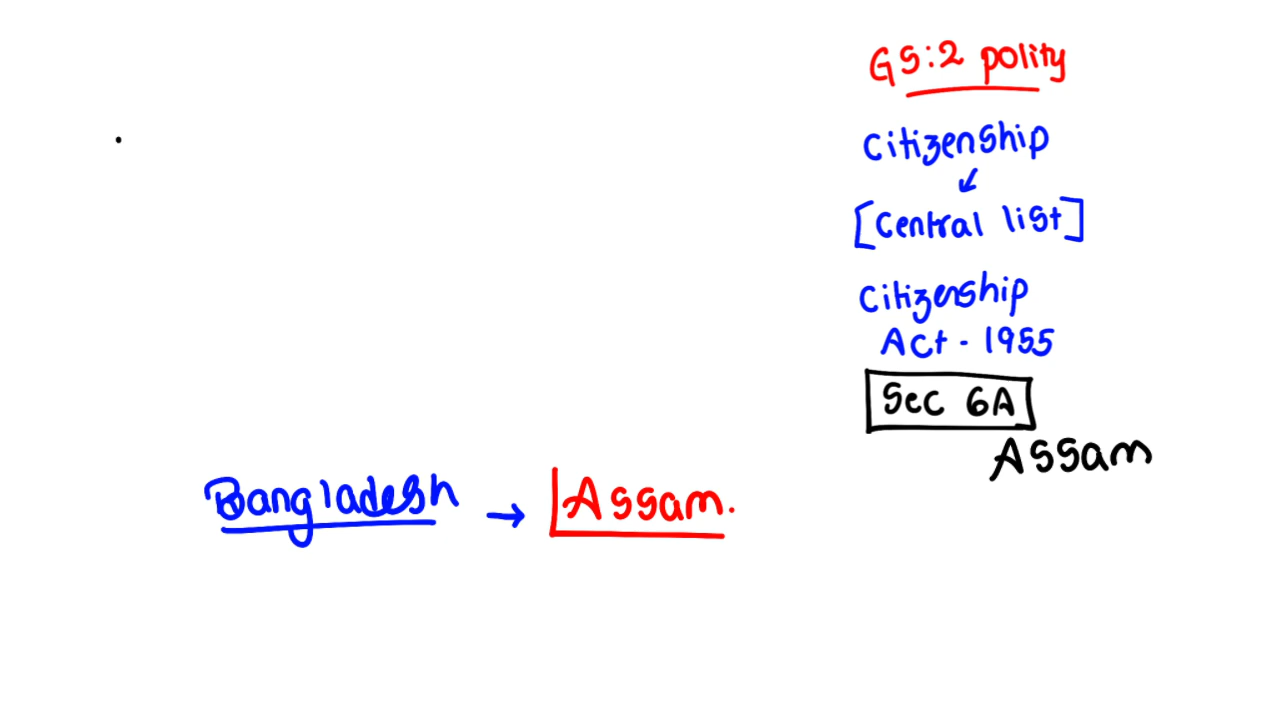 GS:2 polity
Citizenship
[Central list]
Citizenship
Act - 1955
Sec 6A
Assam
Bangladesh → Assam.